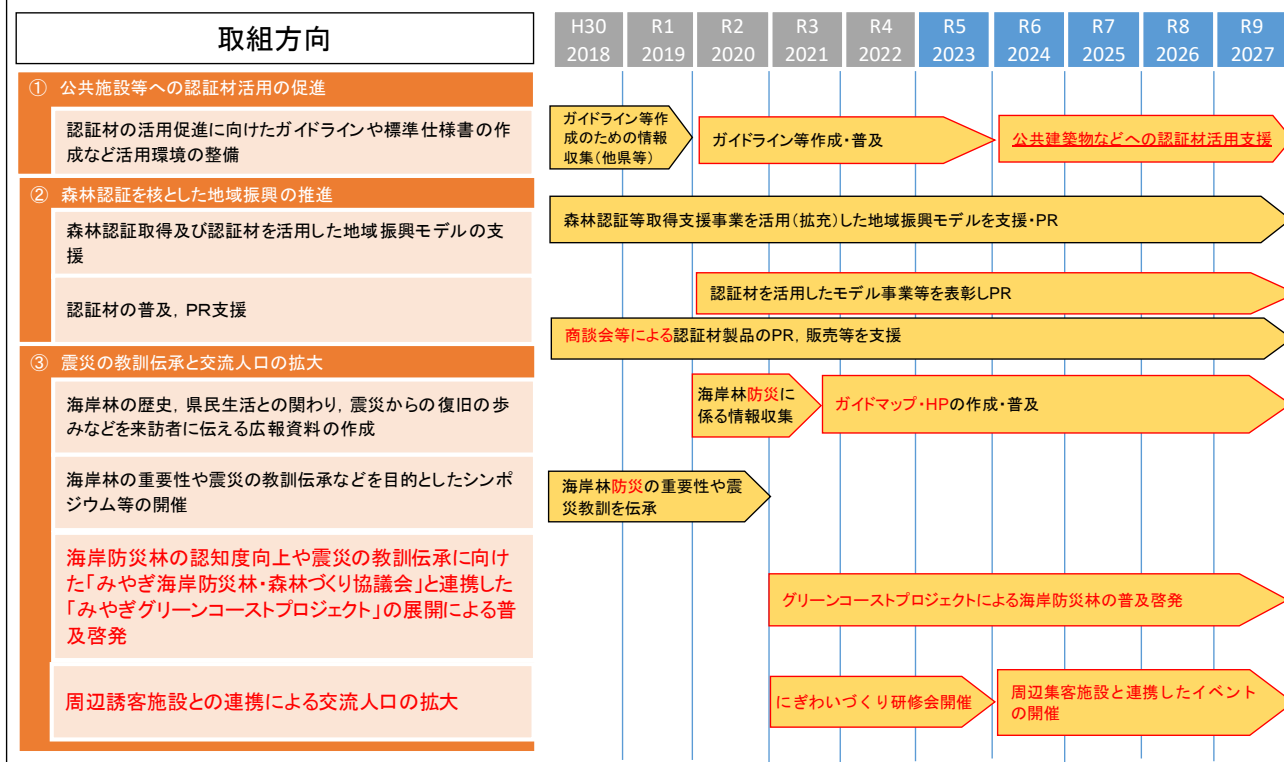 取組方向
H30 R1 R2 R3 R4 R5 R6 R7 R8 R9
2018 2019 2020 2021 2022 2023 2024 2025 2026 2027
① 公共施設等への認証材活用の促進
認証材の活用促進に向けたガイドラインや標準仕様書の作
成など活用環境の整備
ガイドライン等作
成のための情報
収集(他県等)
ガイドライン等作成・普及
公共建築物などへの認証材活用支援
② 森林認証を核とした地域振興の推進
森林認証取得及び認証材を活用した地域振興モデルの支
援
森林認証等取得支援事業を活用(拡充)した地域振興モデルを支援・PR
認証材の普及，PR支援
認証材を活用したモデル事業等を表彰しPR
商談会等による認証材製品のPR，販売等を支援
③ 震災の教訓伝承と交流人口の拡大
海岸林の歴史，県民生活との関わり，震災からの復旧の歩
みなどを来訪者に伝える広報資料の作成
海岸林防災に
係る情報収集
ガイドマップ・HPの作成・普及
海岸林の重要性や震災の教訓伝承などを目的としたシンポ
ジウム等の開催
海岸林防災の重要性や震
災教訓を伝承
海岸防災林の認知度向上や震災の教訓伝承に向け
た「みやぎ海岸防災林・森林づくり協議会」と連携した
「みやぎグリーンコーストプロジェクト」の展開による普
及啓発
グリーンコーストプロジェクトによる海岸防災林の普及啓発
周辺誘客施設との連携による交流人口の拡大
にぎわいづくり研修会開催
周辺集客施設と連携したイベント
の開催